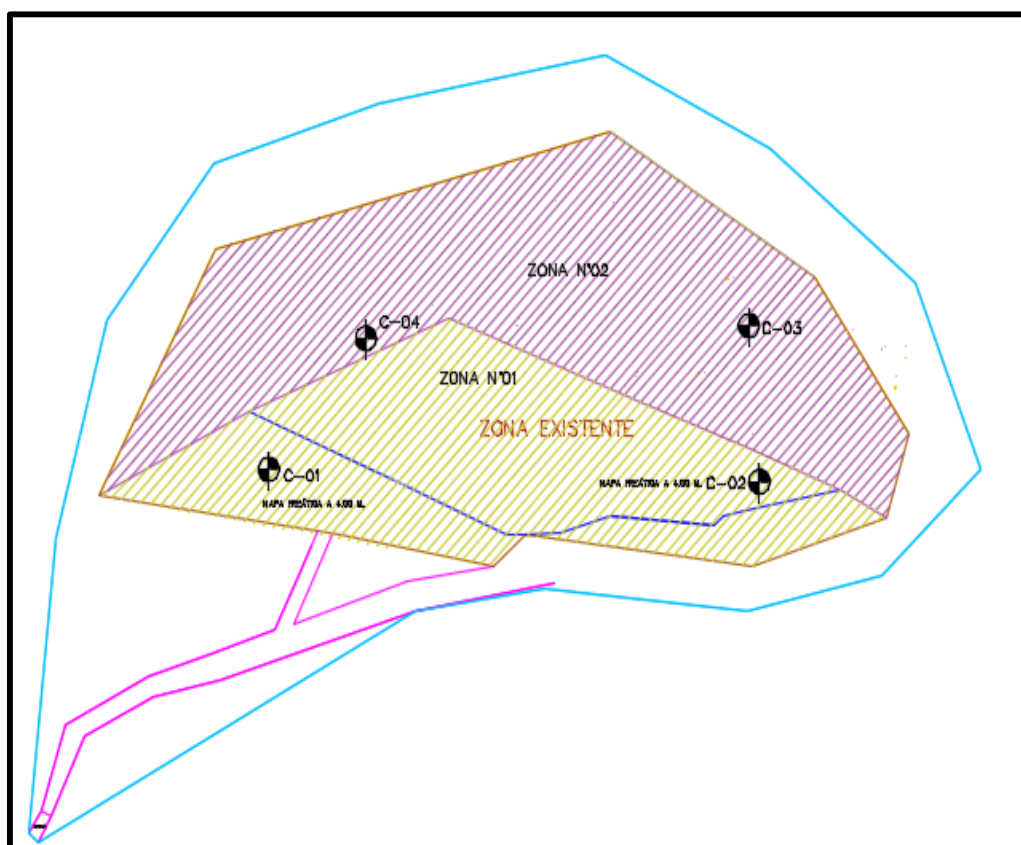 ZONA N°02
C-04
C-03
ZONA N°01
ZONA EXISTENTE
C-01
C-02
NAPA FREÁTICA A 4.00 M.
NAPA FREÁTICA A 4.00 M.